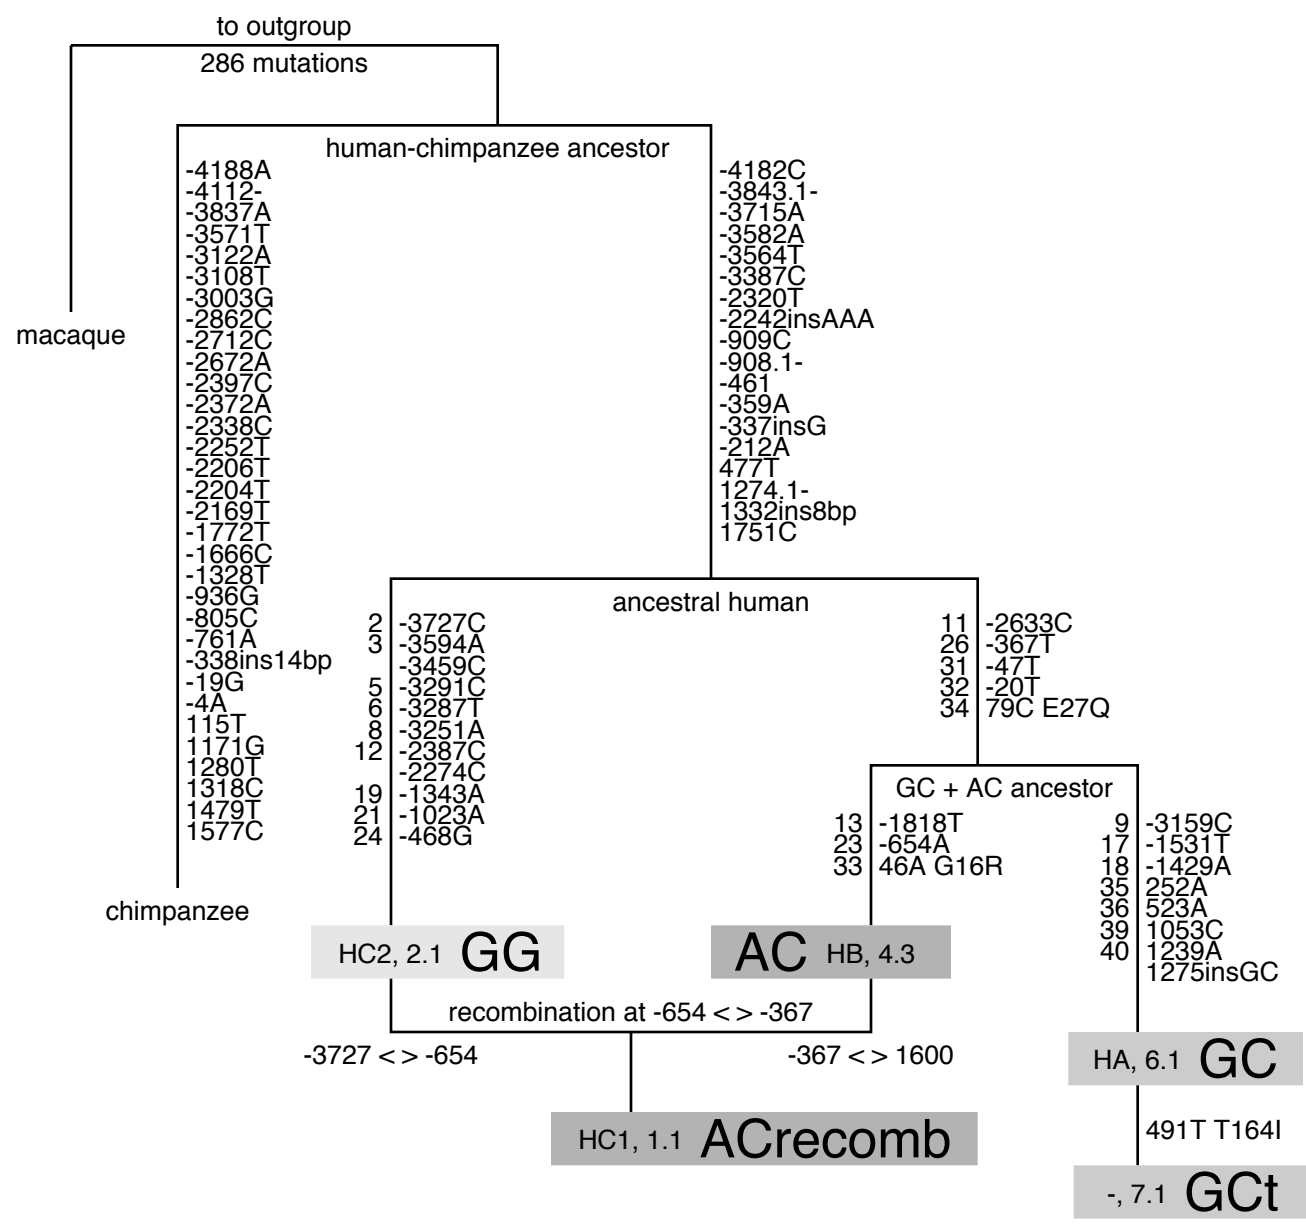 to outgroup
286 mutations
macaque
human-chimpanzee ancestor
-4188A
-4112-
-3837A
-3571T
-3122A
-3108T
-3003G
-2862C
-2712C
-2672A
-2397C
-2372A
-2338C
-2252T
-2206T
-2204T
-2169T
-1772T
-1666C
-1328T
-936G
-805C
-761A
-338ins14bp
-19G
-4A
115T
1171G
1280T
1318C
1479T
1577C
chimpanzee
-4182C
-3843.1-
-3715A
-3582A
-3564T
-3387C
-2320T
-2242insAAA
-909C
-908.1-
-461
-359A
-337insG
-212A
477T
1274.1-
1332ins8bp
1751C
ancestral human
2 -3727C
3 -3594A
-3459C
5 -3291C
6 -3287T
8 -3251A
12 -2387C
-2274C
19 -1343A
21 -1023A
24 -468G
11 -2633C
26 -367T
31 -47T
32 -20T
34 79C E27Q
GC + AC ancestor
13 -1818T
23 -654A
33 46A G16R
9 -3159C
17 -1531T
18 -1429A
35 252A
36 523A
39 1053C
40 1239A
1275insGC
HC2, 2.1 GG
AC HB, 4.3
recombination at -654 < > -367
-3727 < > -654
-367 < > 1600
HC1, 1.1 ACrecomb
HA, 6.1 GC
491T T164I
-, 7.1 GCt